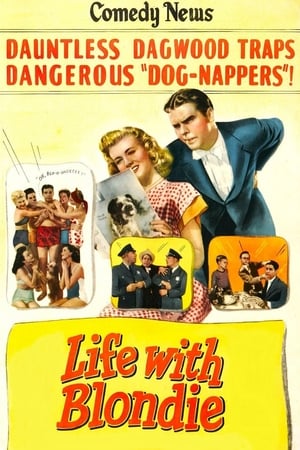 Comedy News
DAUNTLESS DAGWOOD TRAPS
DANGEROUS "DOG-NAPPERS"!
Life with
Blondie